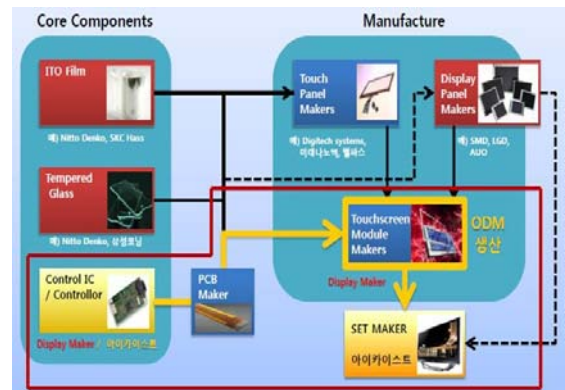 Core Components
Manufacture
ITO Film
예) Nitto Denko, SKC Hass
Touch
Panel
Makers
예) Digitech systems,
미래나노텍, 멜파스
Display
Panel
Makers
예) SMD, LGD,
AUO
Tempered
Glass
예) Nitto Denko, 삼성코닝
Touchscreen
Module
Makers
ODM
생산
Control IC
/ Controllor
PCB
Maker
Display Maker
Display Maker / 아이카이스트
SET MAKER
아이카이스트